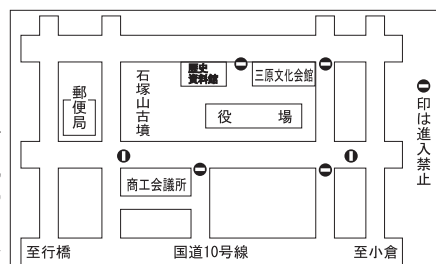 歴史
資料館
三原文化会館
郵便局
石塚山古墳
役　場
商工会議所
⊖印は進入禁止
至行橋
国道10号線
至小倉